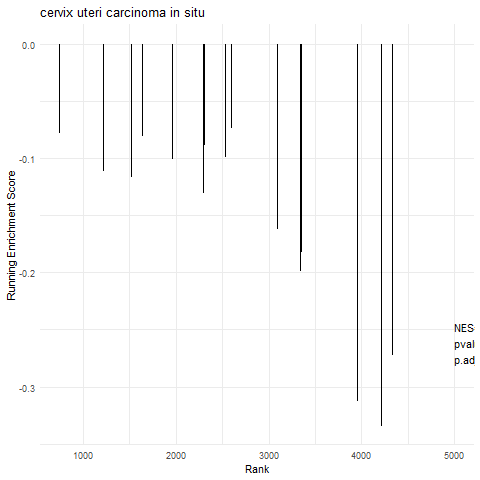 cervix uteri carcinoma in situ
0.0
-0.1
-0.2
-0.3
Running Enrichment Score
NES
pval
p.ad
1000
2000
3000
4000
5000
Rank